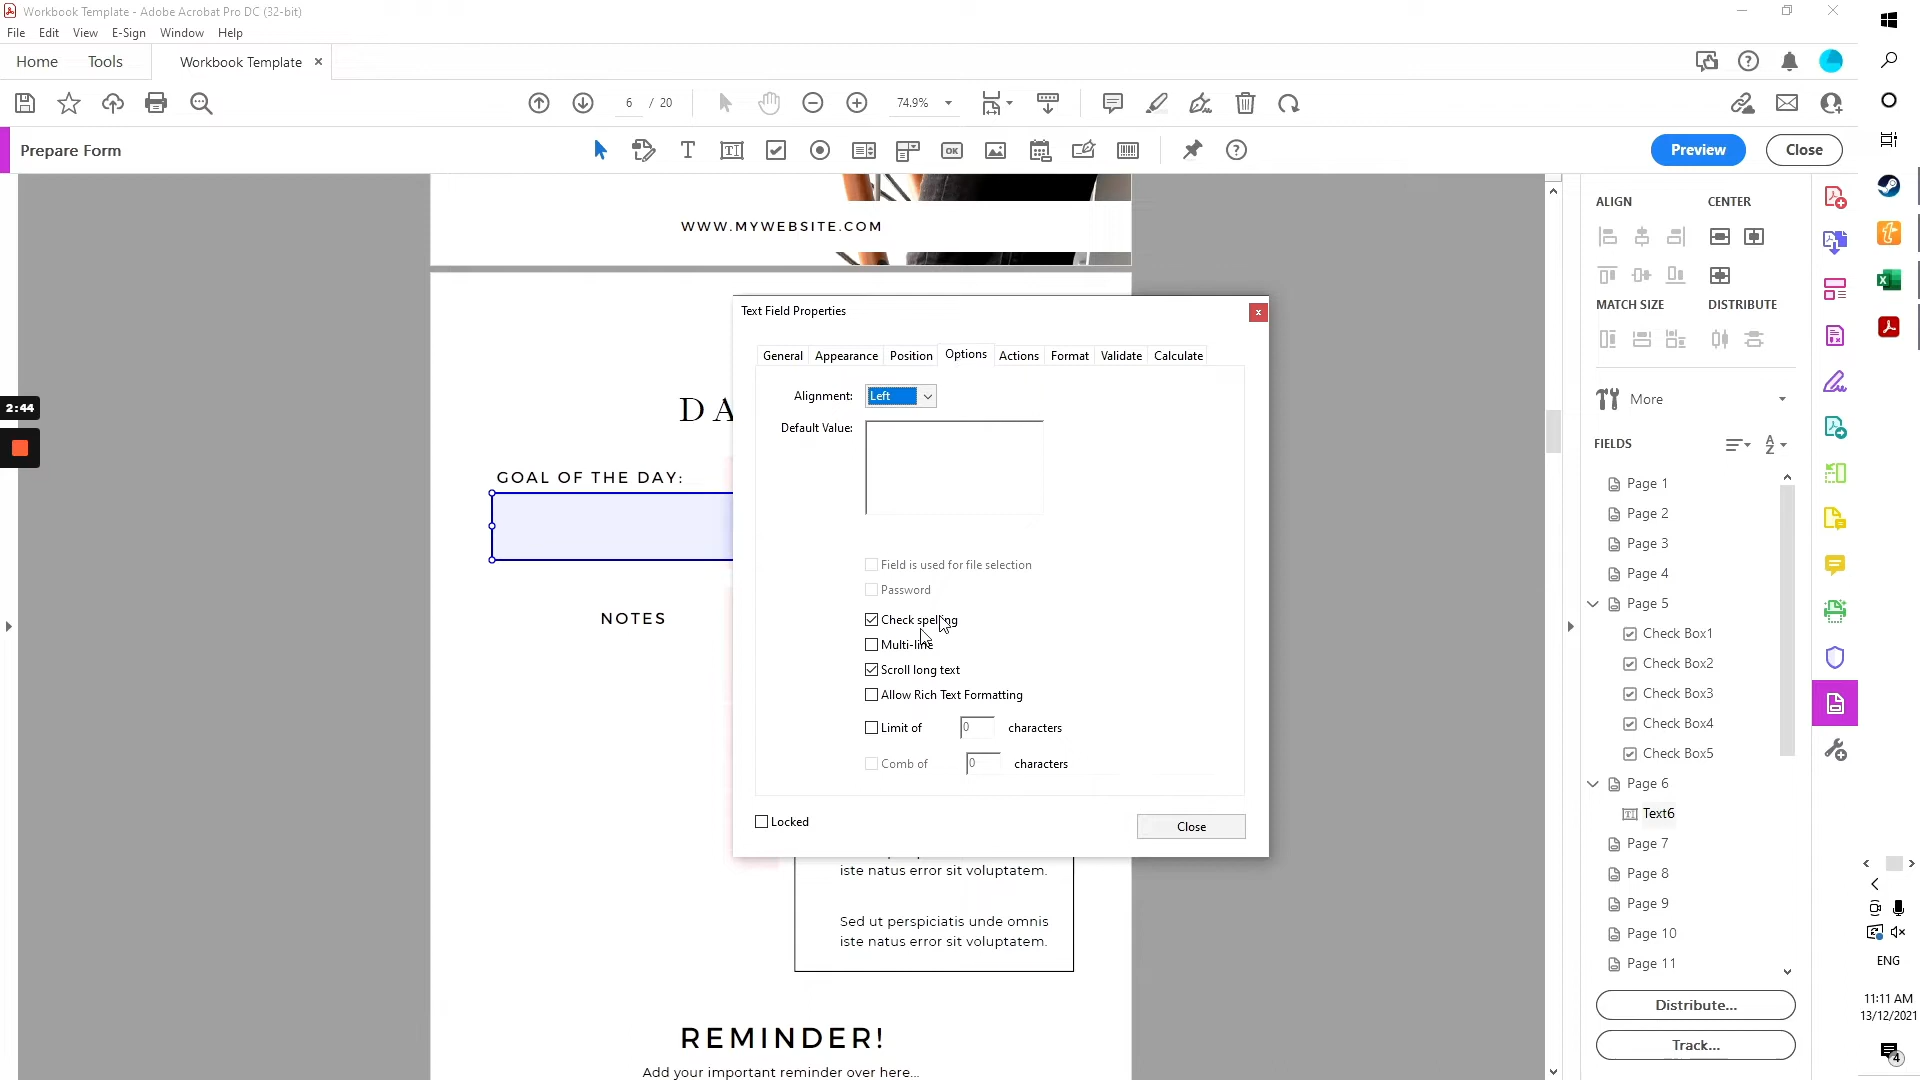 Workbook Template - Adobe Acrobat Pro DC (32-bit)
File Edit View E-Sign Window Help
Home Tools Workbook Template
6 / 20 74.9%
Prepare Form
Preview Close
WWW.MYWEBSITE.COM
ALIGN CENTER
MATCH SIZE DISTRIBUTE
More
FIELDS
Page 1
Page 2
Page 3
Page 4
Page 5
Check Box1
Check Box2
Check Box3
Check Box4
Check Box5
Page 6
Text6
Page 7
Page 8
Page 9
Page 10
Page 11
Distribute...
Track...
2:44
DA
GOAL OF THE DAY:
NOTES
Text Field Properties
General Appearance Position Options Actions Format Validate Calculate
Alignment: Left
Default Value:
Field is used for file selection
Password
Check spelling
Multi-line
Scroll long text
Allow Rich Text Formatting
Limit of 0 characters
Comb of 0 characters
Locked
Close
iste natus error sit voluptatem.
Sed ut perspiciatis unde omnis
iste natus error sit voluptatem.
REMINDER!
Add your important reminder over here...
ENG
11:11 AM
13/12/2021
4